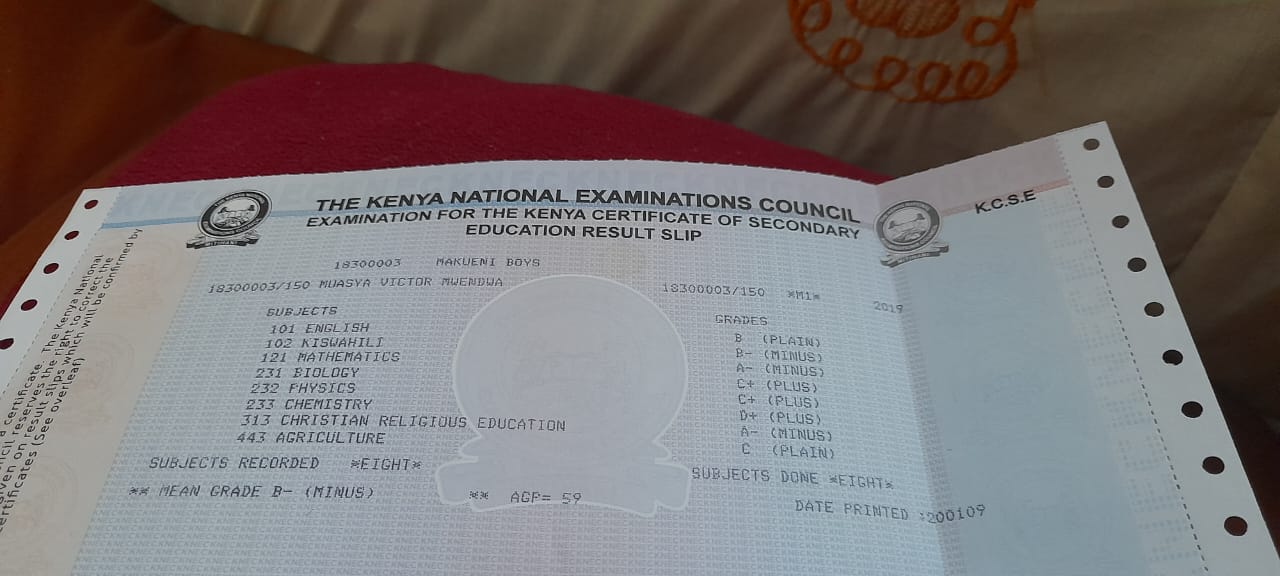 THE KENYA NATIONAL EXAMINATIONS COUNCIL
EXAMINATION FOR THE KENYA CERTIFICATE OF SECONDARY
EDUCATION RESULT SLIP
K.C.S.E
18300003 MAKUENI BOYS
18300003/150 MUASYA VICTOR MWENDWA 18300003/150 *M1* 2019
SUBJECTS GRADES
101 ENGLISH B (PLAIN)
102 KISWAHILI B- (MINUS)
121 MATHEMATICS A- (MINUS)
231 BIOLOGY C+ (PLUS)
232 PHYSICS C+ (PLUS)
233 CHEMISTRY D+ (PLUS)
313 CHRISTIAN RELIGIOUS EDUCATION A- (MINUS)
443 AGRICULTURE C (PLAIN)
SUBJECTS RECORDED *EIGHT* SUBJECTS DONE *EIGHT*
** MEAN GRADE B- (MINUS) ** AGP= 59
DATE PRINTED :200109
a certificate. The Kenya National
reserves the right to correct the
given on result slips which will be confirmed by
certificates (See overleaf)